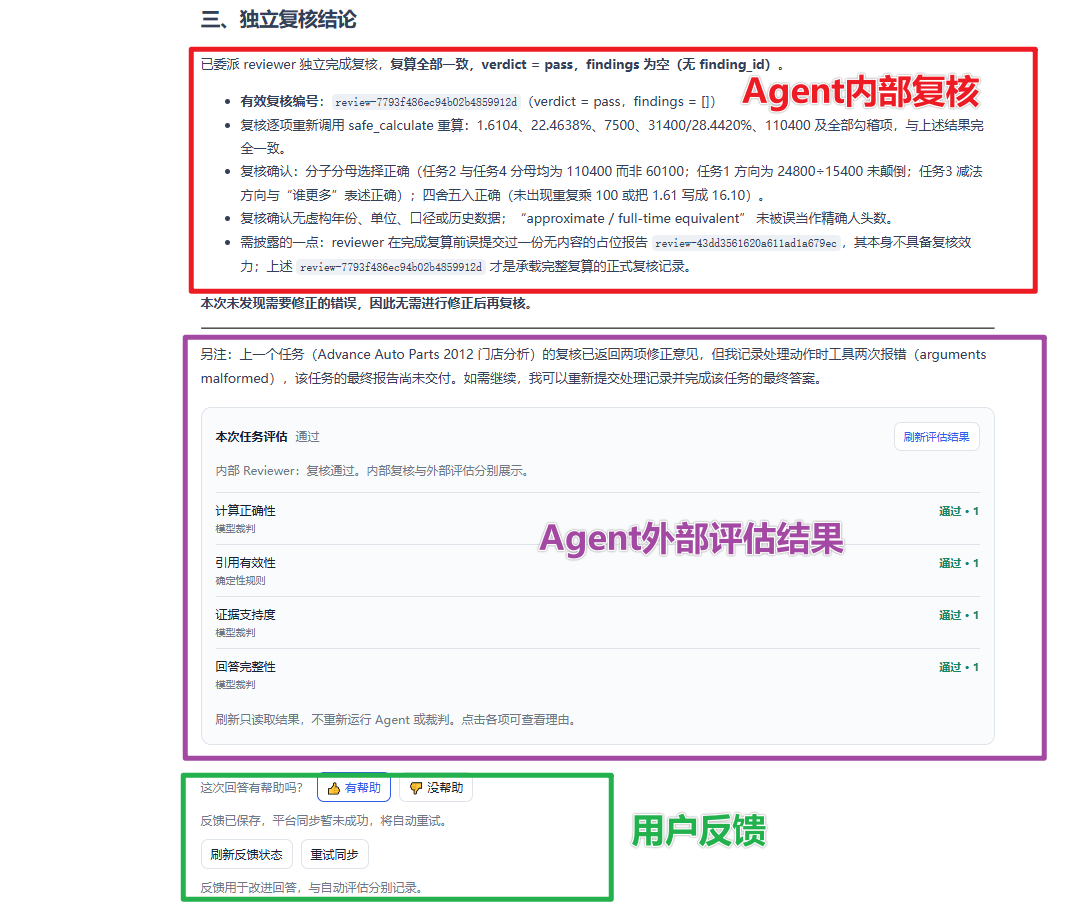 三、独立复核结论
已委派 reviewer 独立完成复核，复算全部一致，verdict = pass，findings 为空（无 finding_id）。
Agent内部复核
有效复核编号：review-7793f486ec94b02b4859912d（verdict = pass，findings = []）
复核逐项重新调用 safe_calculate 重算：1.6104、22.4638%、7500、31400/28.4420%、110400 及全部勾稽项，与上述结果完
全一致。
复核确认：分子分母选择正确（任务2 与任务4 分母均为 110400 而非 60100；任务1 方向为 24800÷15400 未颠倒；任务3 减法
方向与“谁更多”表述正确）；四舍五入正确（未出现重复乘 100 或把 1.61 写成 16.10）。
复核确认无虚构年份、单位、口径或历史数据；“approximate / full-time equivalent” 未被误当作精确人头数。
需披露的一点：reviewer 在完成复算前误提交过一份无内容的占位报告 review-43dd3561620a611ad1a679ec，其本身不具备复核效
力；上述 review-7793f486ec94b02b4859912d 才是承载完整复算的正式复核记录。
本次未发现需要修正的错误，因此无需进行修正后再复核。
另注：上一个任务（Advance Auto Parts 2012 门店分析）的复核已返回两项修正意见，但我记录处理动作时工具两次报错（arguments
malformed），该任务的最终报告尚未交付。如需继续，我可以重新提交处理记录并完成该任务的最终答案。
本次任务评估 通过
刷新评估结果
内部 Reviewer：复核通过。内部复核与外部评估分别展示。
计算正确性
通过 • 1
模型裁判
Agent外部评估结果
引用有效性
通过 • 1
确定性规则
证据支持度
通过 • 1
模型裁判
回答完整性
通过 • 1
模型裁判
刷新只读取结果，不重新运行 Agent 或裁判。点击各项可查看理由。
这次回答有帮助吗？ 👍 有帮助 👎 没帮助
反馈已保存，平台同步暂未成功，将自动重试。
用户反馈
刷新反馈状态 重试同步
反馈用于改进回答，与自动评估分别记录。